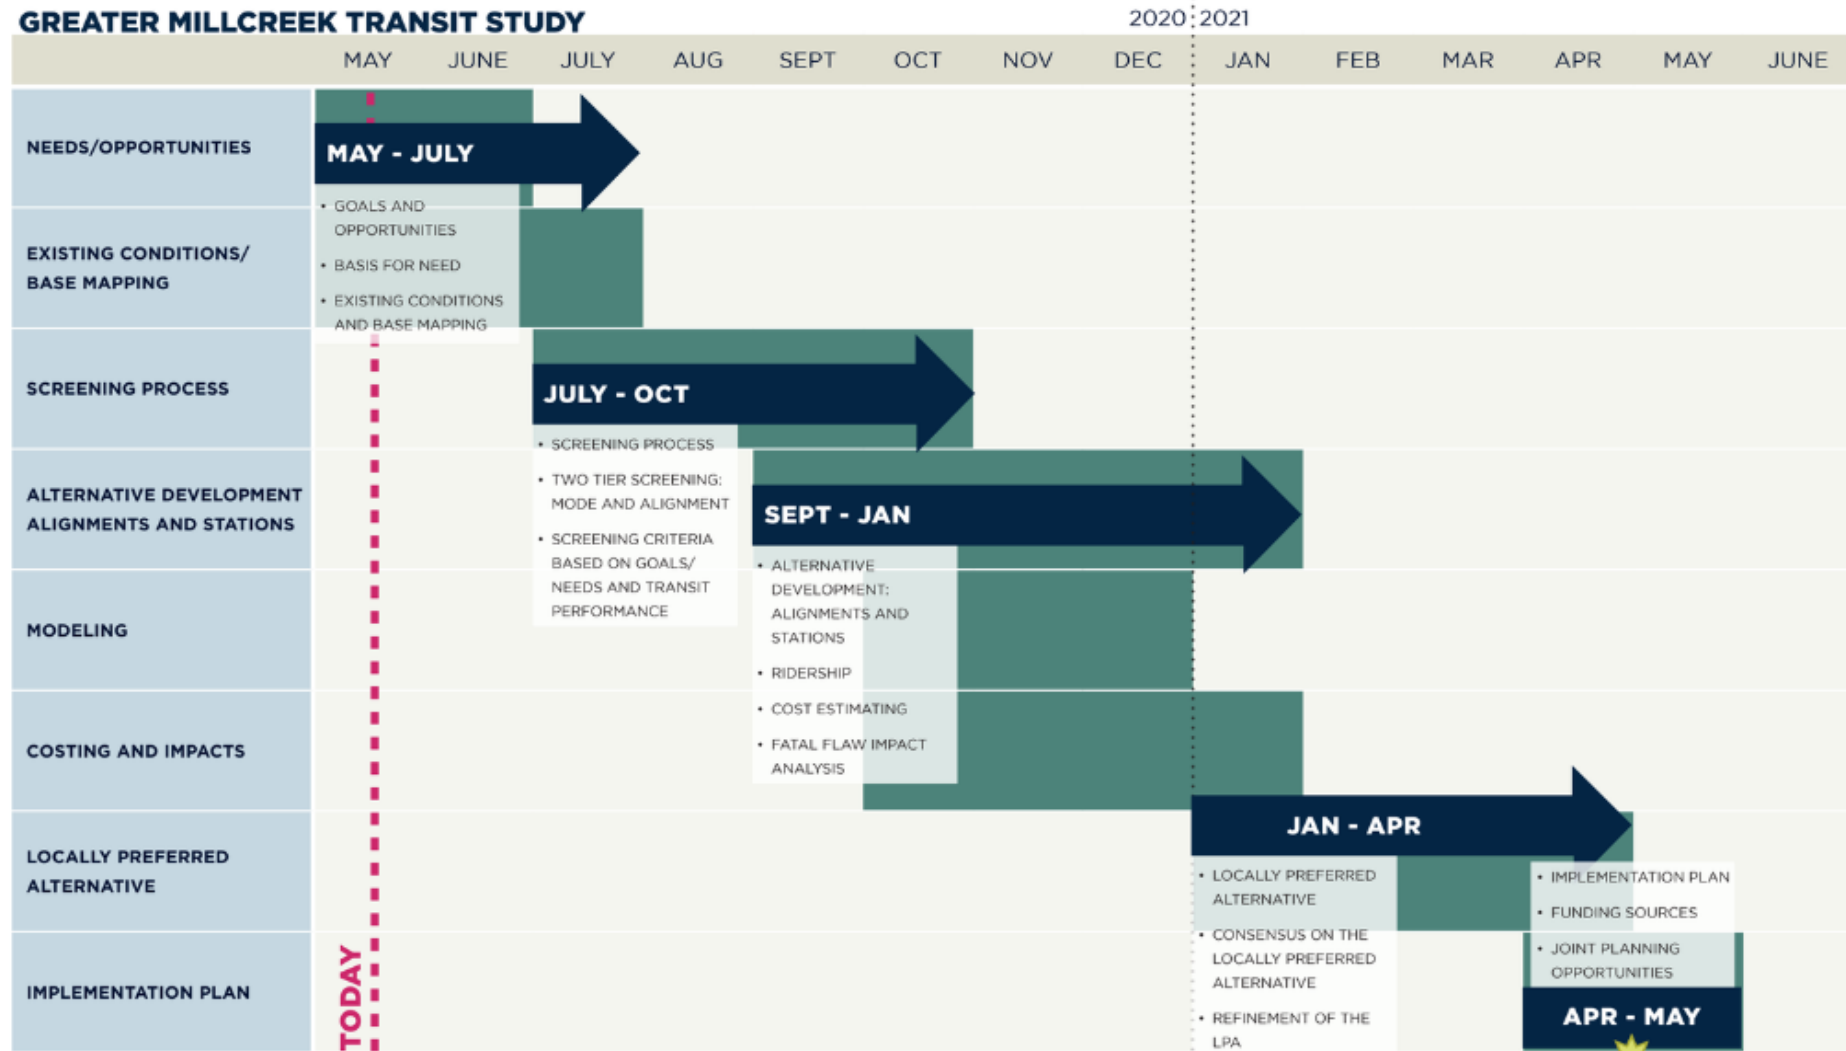 GREATER MILLCREEK TRANSIT STUDY
2020 2021
MAY JUNE JULY AUG SEPT OCT NOV DEC JAN FEB MAR APR MAY JUNE
NEEDS/OPPORTUNITIES
MAY - JULY
• GOALS AND
OPPORTUNITIES
• BASIS FOR NEED
• EXISTING CONDITIONS
AND BASE MAPPING
EXISTING CONDITIONS/
BASE MAPPING
SCREENING PROCESS
JULY - OCT
• SCREENING PROCESS
• TWO TIER SCREENING:
MODE AND ALIGNMENT
• SCREENING CRITERIA
BASED ON GOALS/
NEEDS AND TRANSIT
PERFORMANCE
ALTERNATIVE DEVELOPMENT
ALIGNMENTS AND STATIONS
SEPT - JAN
• ALTERNATIVE
DEVELOPMENT:
ALIGNMENTS AND
STATIONS
• RIDERSHIP
• COST ESTIMATING
• FATAL FLAW IMPACT
ANALYSIS
MODELING
COSTING AND IMPACTS
LOCALLY PREFERRED
ALTERNATIVE
JAN - APR
• LOCALLY PREFERRED
ALTERNATIVE
• CONSENSUS ON THE
LOCALLY PREFERRED
ALTERNATIVE
• REFINEMENT OF THE
LPA
• IMPLEMENTATION PLAN
• FUNDING SOURCES
• JOINT PLANNING
OPPORTUNITIES
IMPLEMENTATION PLAN
APR - MAY
TODAY